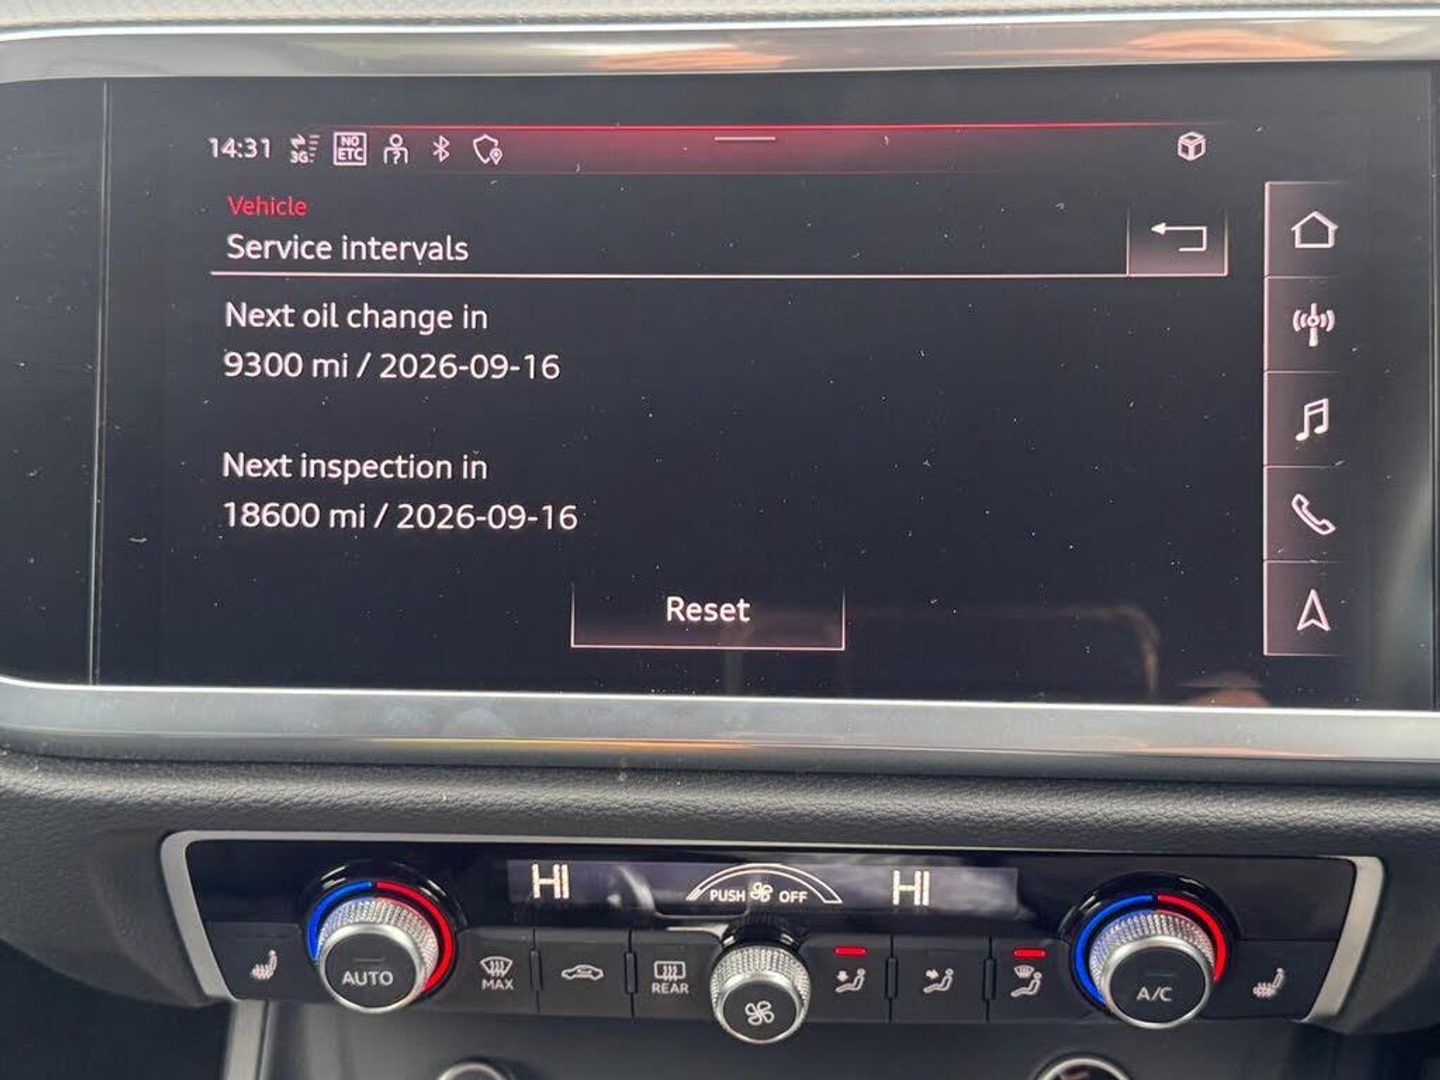 14:31 3G NO ETC
Vehicle
Service intervals
Next oil change in
9300 mi / 2026-09-16
Next inspection in
18600 mi / 2026-09-16
Reset
HI PUSH OFF HI
AUTO MAX REAR A/C